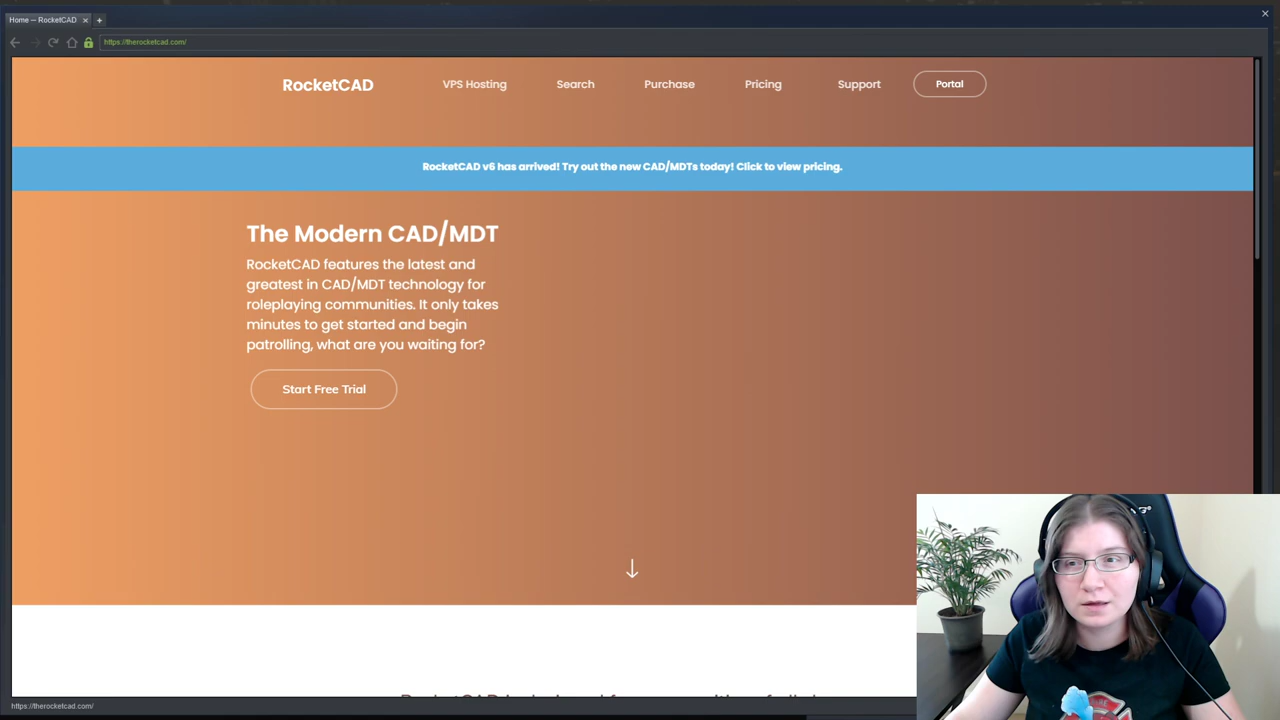 Home — RocketCAD
https://therocketcad.com/
RocketCAD
VPS Hosting
Search
Purchase
Pricing
Support
Portal
RocketCAD v6 has arrived! Try out the new CAD/MDTs today! Click to view pricing.
The Modern CAD/MDT
RocketCAD features the latest and
greatest in CAD/MDT technology for
roleplaying communities. It only takes
minutes to get started and begin
patrolling, what are you waiting for?
Start Free Trial
https://therocketcad.com/